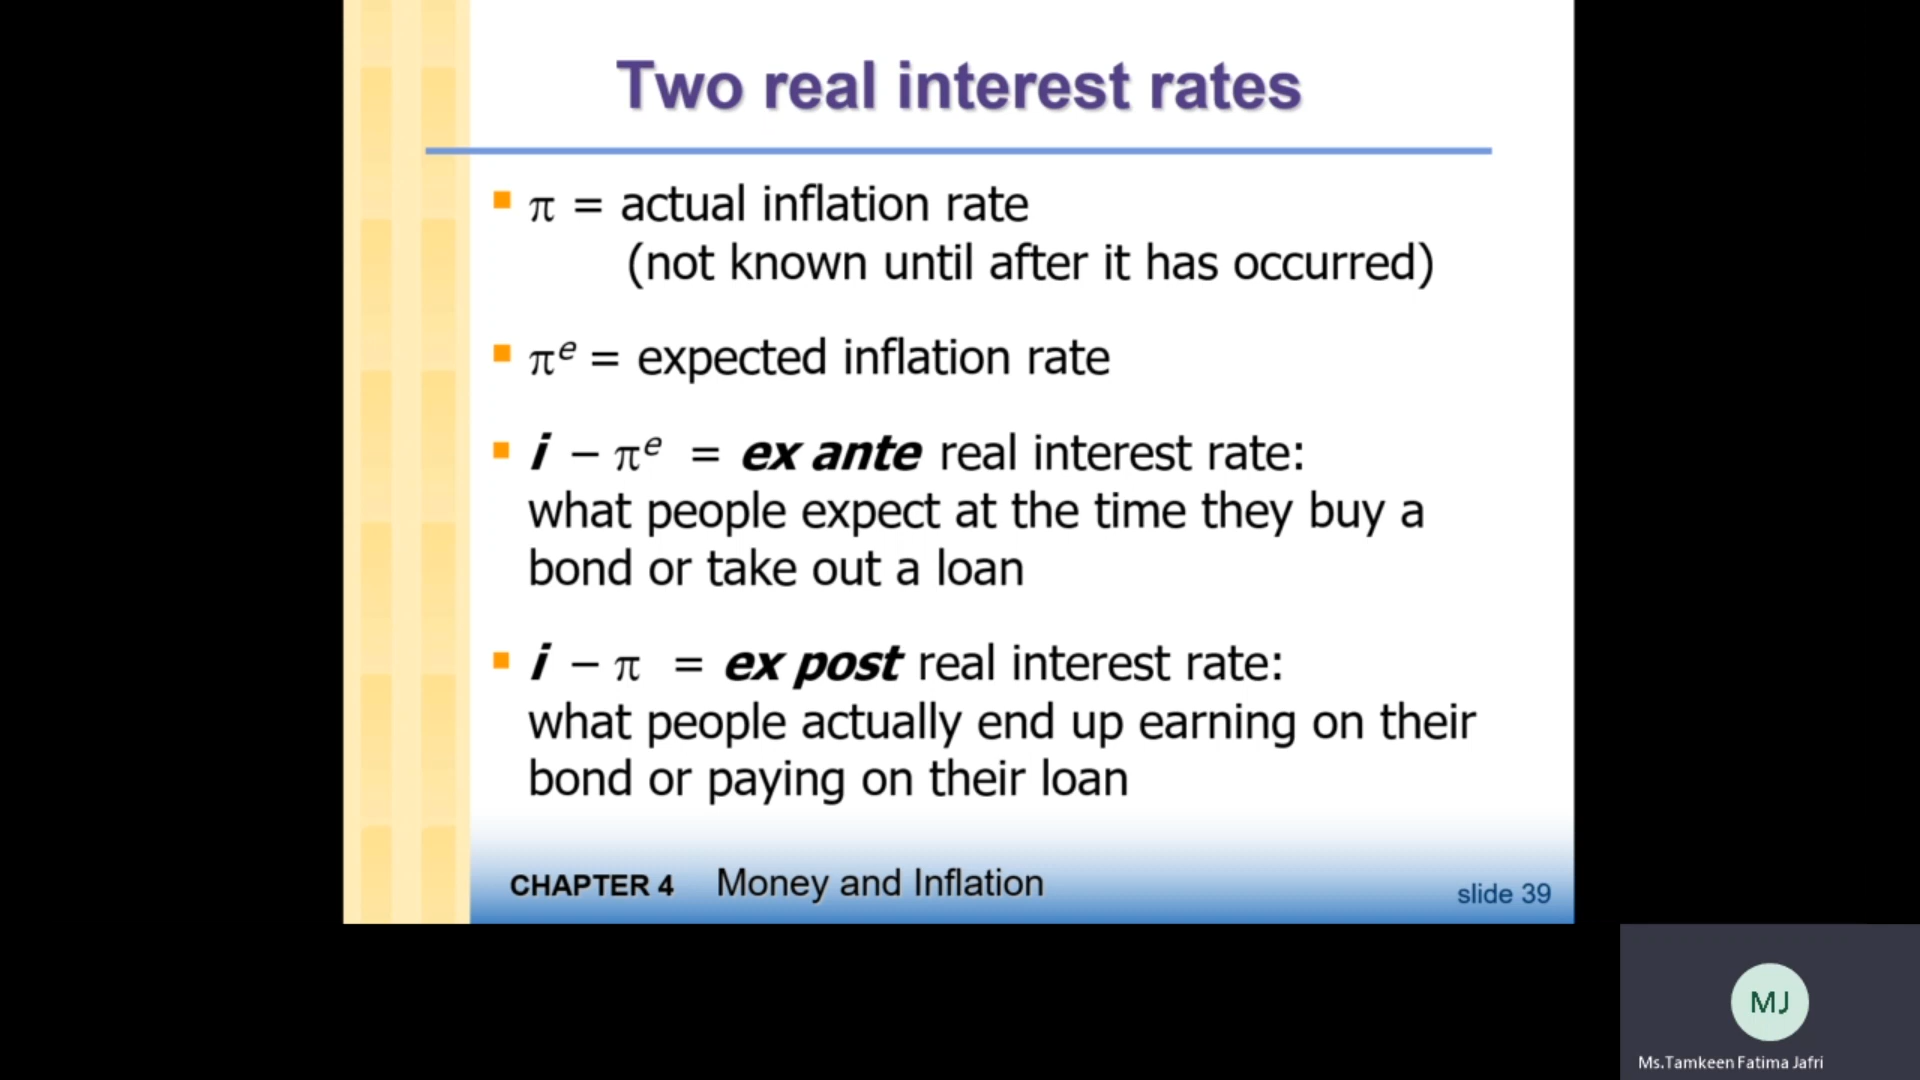 Two real interest rates
π = actual inflation rate
(not known until after it has occurred)
πᵉ = expected inflation rate
i − πᵉ = ex ante real interest rate:
what people expect at the time they buy a
bond or take out a loan
i − π = ex post real interest rate:
what people actually end up earning on their
bond or paying on their loan
CHAPTER 4 Money and Inflation
slide 39
MJ
Ms.Tamkeen Fatima Jafri